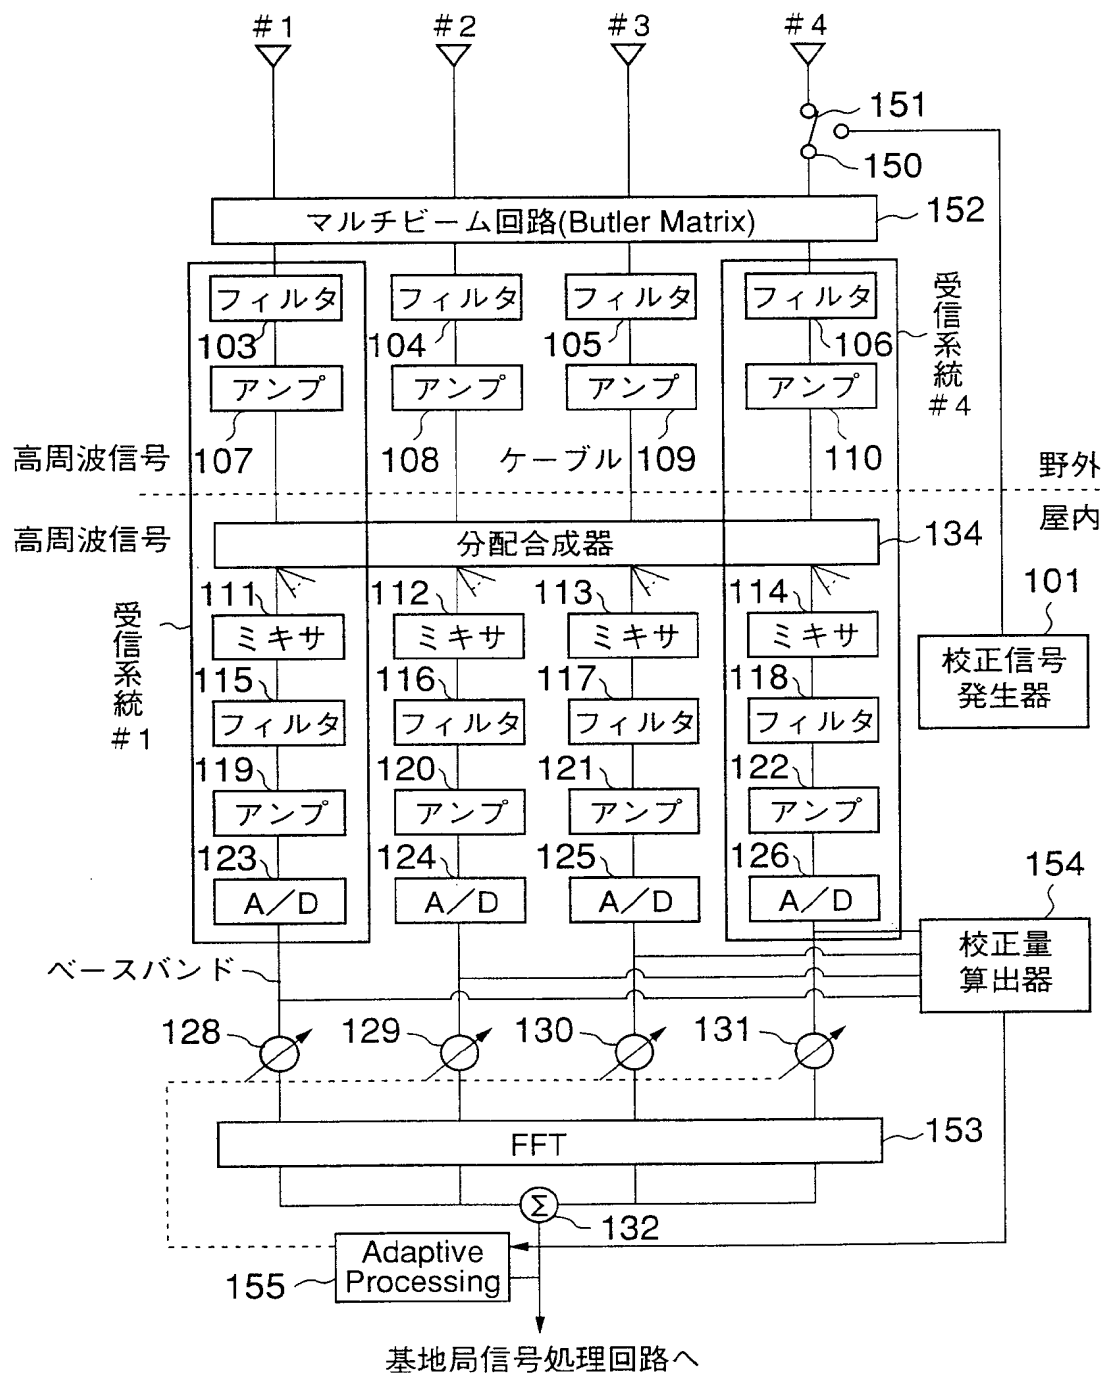 #1 #2 #3 #4
151
150
マルチビーム回路(Butler Matrix) 152
フィルタ フィルタ フィルタ フィルタ
103 104 105 106
受信系統#4
アンプ アンプ アンプ アンプ
高周波信号 107 108 ケーブル 109 110 野外
高周波信号 分配合成器 134 屋内
111 112 113 114 101
受信系統#1
ミキサ ミキサ ミキサ ミキサ 校正信号
発生器
115 116 117 118
フィルタ フィルタ フィルタ フィルタ
119 120 121 122
アンプ アンプ アンプ アンプ
123 124 125 126 154
A/D A/D A/D A/D
校正量
算出器
ベースバンド
128 129 130 131
FFT 153
Σ 132
Adaptive
Processing
155
基地局信号処理回路へ